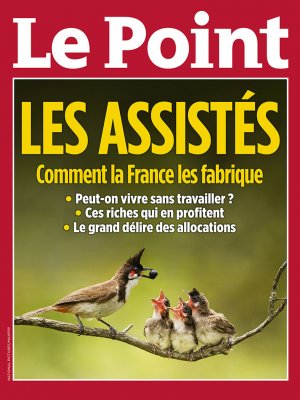 Le Point
LES ASSISTÉS
Comment la France les fabrique
• Peut-on vivre sans travailler ?
• Ces riches qui en profitent
• Le grand délire des allocations